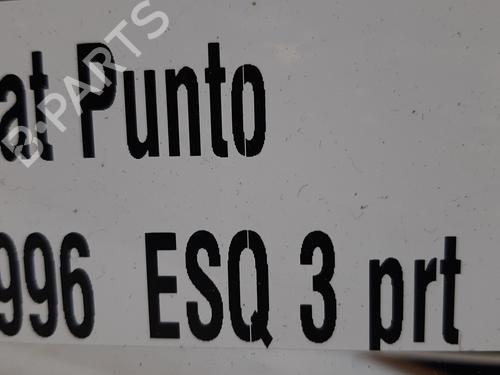 at Punto
996 ESQ 3 prt
B-PARTS